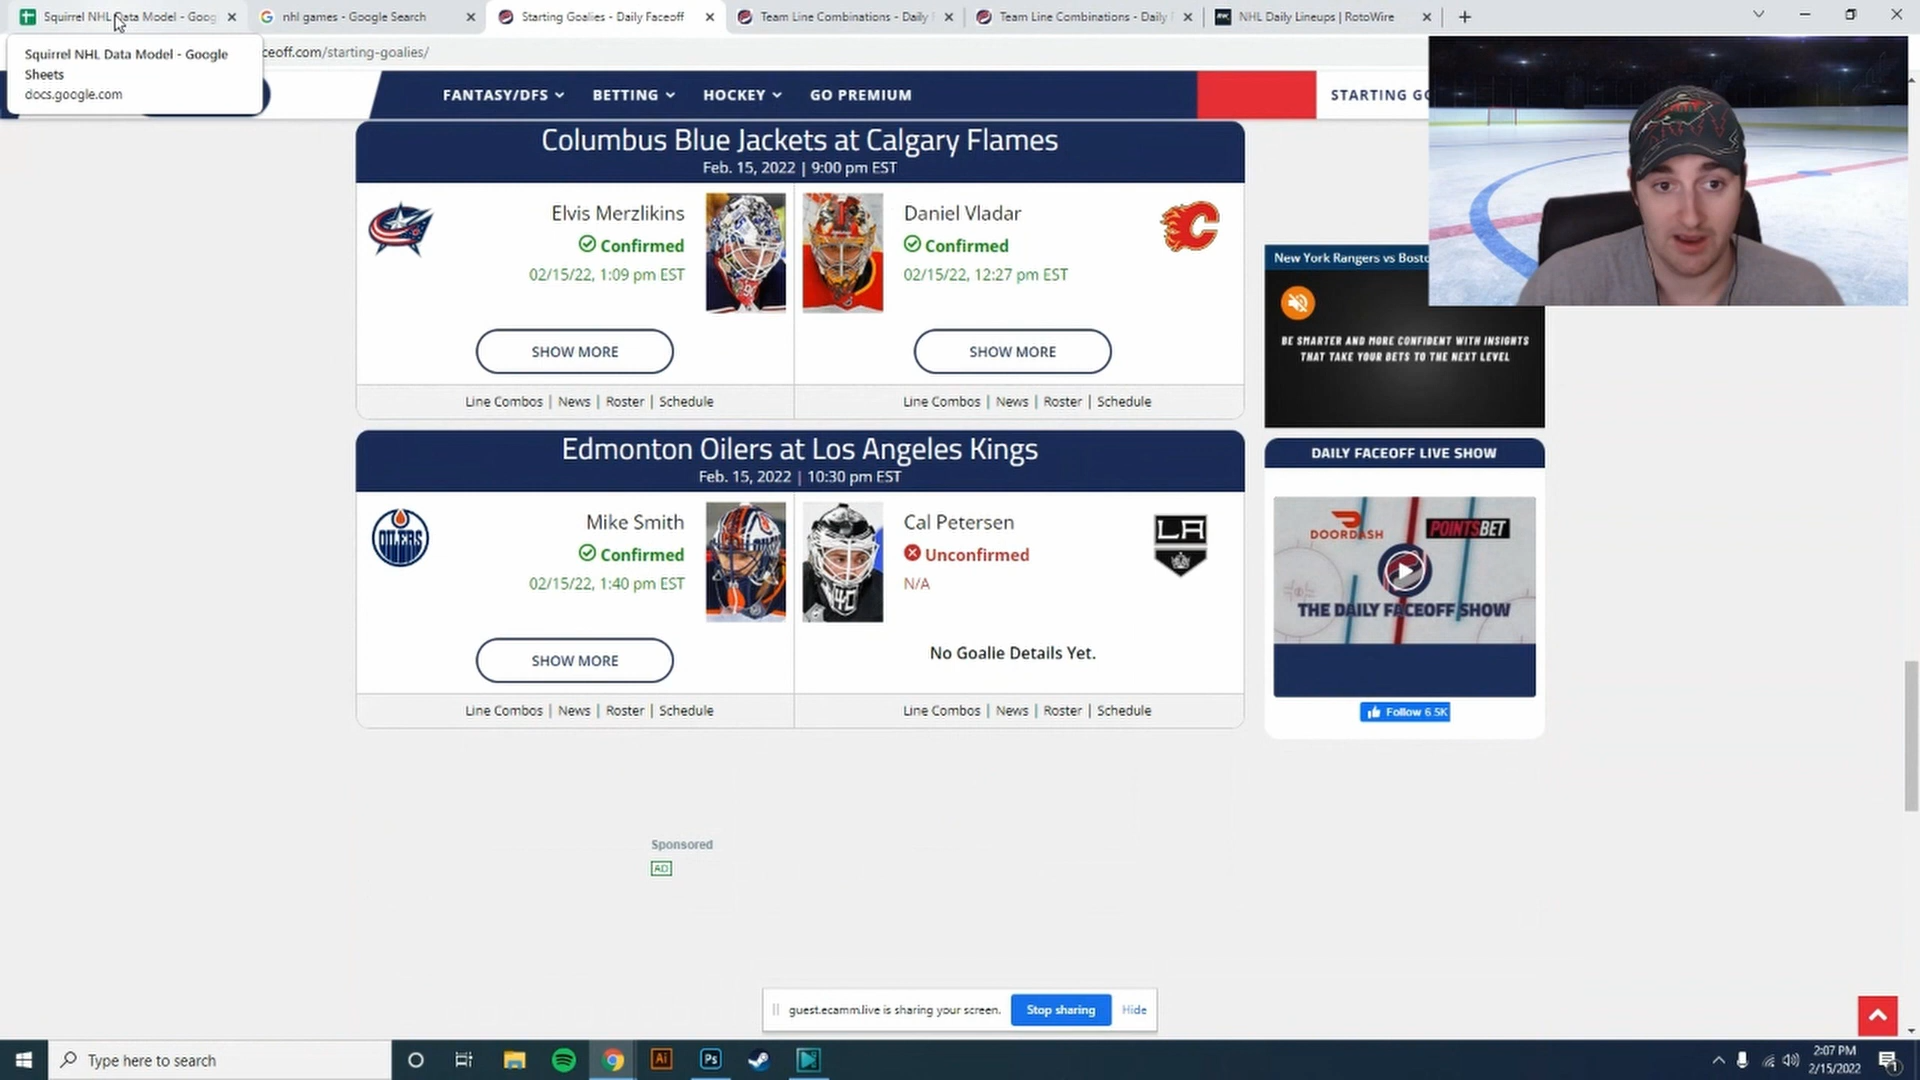 Squirrel NHL Data Model - Goog
nhl games - Google Search
Starting Goalies - Daily Faceoff
Team Line Combinations - Daily
Team Line Combinations - Daily
NHL Daily Lineups | RotoWire
Squirrel NHL Data Model - Google
Sheets
docs.google.com
ceoff.com/starting-goalies/
FANTASY/DFS
BETTING
HOCKEY
GO PREMIUM
STARTING GO
Columbus Blue Jackets at Calgary Flames
Feb. 15, 2022 | 9:00 pm EST
Elvis Merzlikins
Confirmed
02/15/22, 1:09 pm EST
SHOW MORE
Line Combos | News | Roster | Schedule
Daniel Vladar
Confirmed
02/15/22, 12:27 pm EST
SHOW MORE
Line Combos | News | Roster | Schedule
Edmonton Oilers at Los Angeles Kings
Feb. 15, 2022 | 10:30 pm EST
OILERS
Mike Smith
Confirmed
02/15/22, 1:40 pm EST
SHOW MORE
Line Combos | News | Roster | Schedule
Cal Petersen
Unconfirmed
N/A
LA
No Goalie Details Yet.
Line Combos | News | Roster | Schedule
New York Rangers vs Bosto
BE SMARTER AND MORE CONFIDENT WITH INSIGHTS
THAT TAKE YOUR BETS TO THE NEXT LEVEL
DAILY FACEOFF LIVE SHOW
DOORDASH
POINTSBET
THE DAILY FACEOFF SHOW
Follow 6.5K
Sponsored
AD
guest.ecamm.live is sharing your screen.
Stop sharing
Hide
Type here to search
Ai
Ps
2:07 PM
2/15/2022
1